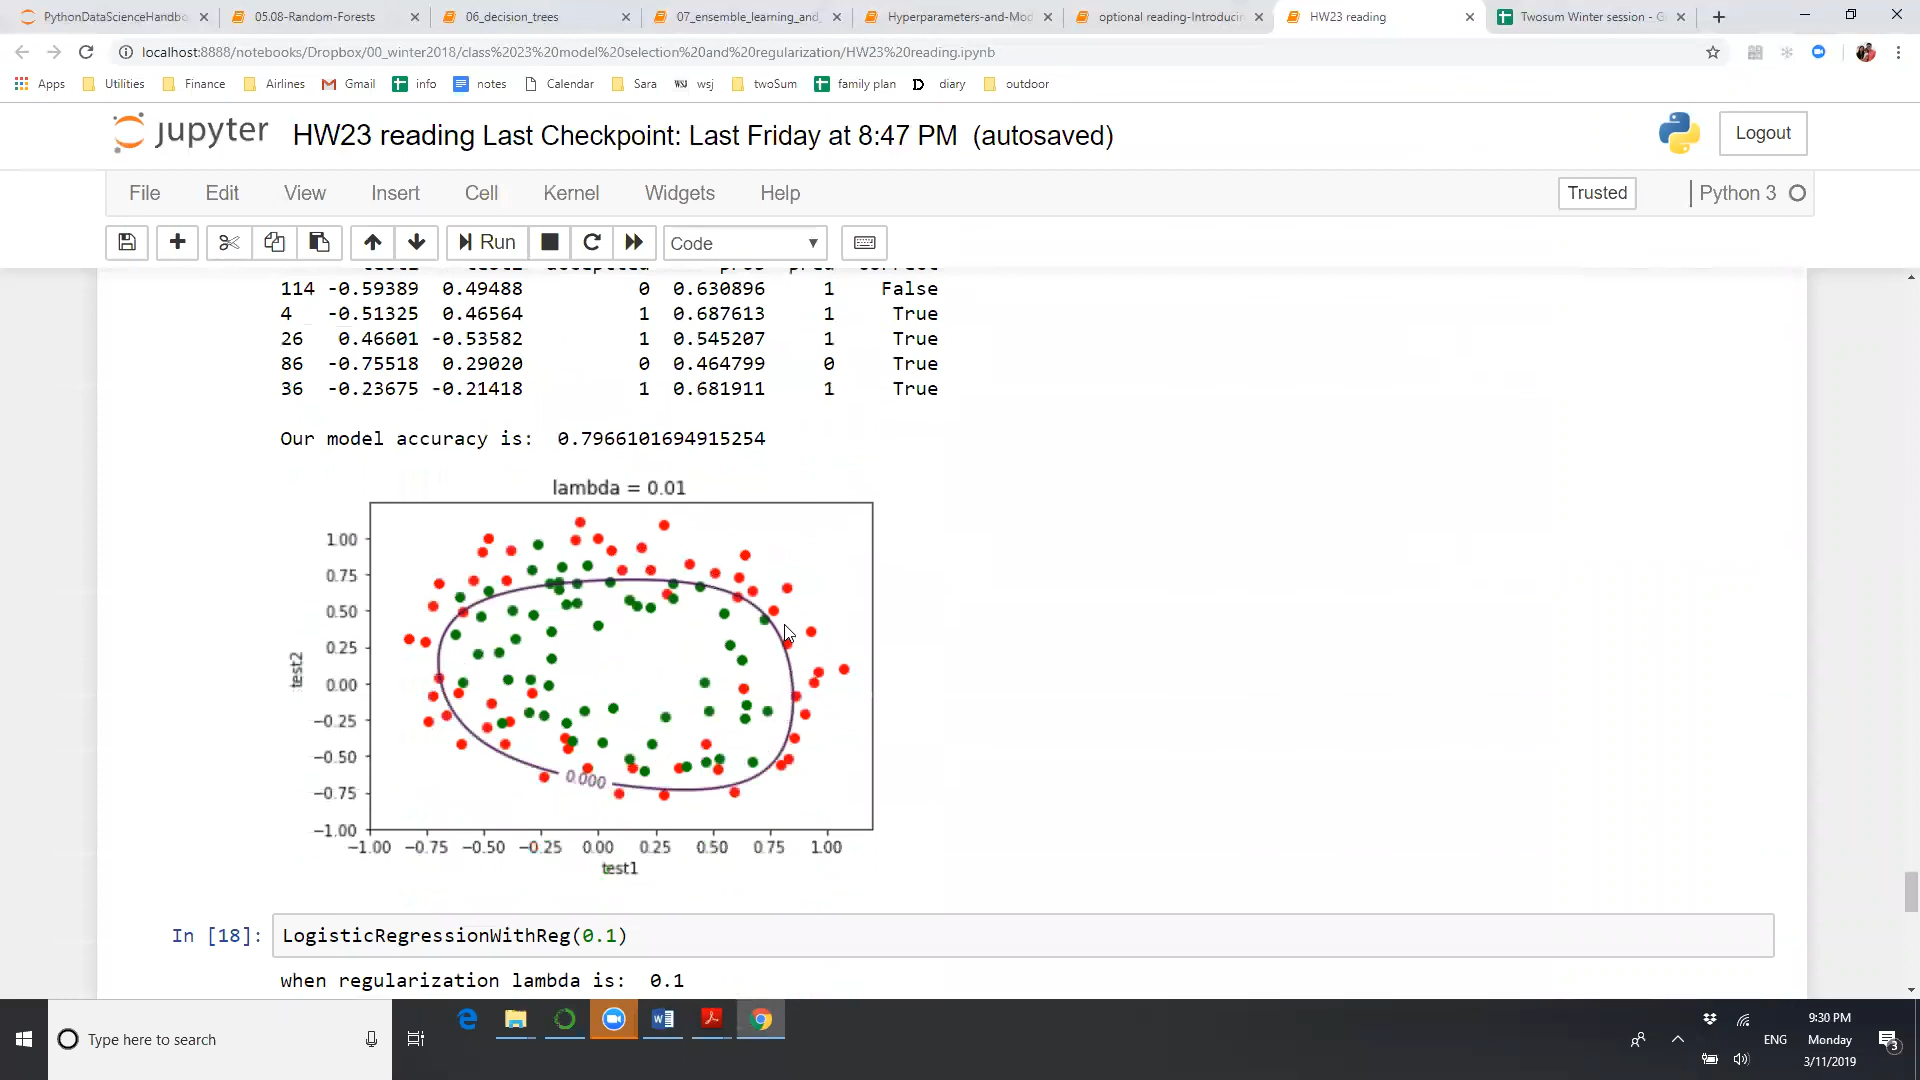 PythonDataScienceHandbo
05.08-Random-Forests
06_decision_trees
07_ensemble_learning_and_
Hyperparameters-and-Mod
optional reading-Introducin
HW23 reading
Twosum Winter session - G
localhost:8888/notebooks/Dropbox/00_winter2018/class%2023%20model%20selection%20and%20regularization/HW23%20reading.ipynb
Apps Utilities Finance Airlines Gmail info notes Calendar Sara WSJ wsj twoSum family plan D diary outdoor
jupyter HW23 reading Last Checkpoint: Last Friday at 8:47 PM (autosaved)
Logout
File Edit View Insert Cell Kernel Widgets Help
Trusted
Python 3
Run
Code
114 -0.59389 0.49488 0 0.630896 1 False
4 -0.51325 0.46564 1 0.687613 1 True
26 0.46601 -0.53582 1 0.545207 1 True
86 -0.75518 0.29020 0 0.464799 0 True
36 -0.23675 -0.21418 1 0.681911 1 True
Our model accuracy is: 0.7966101694915254
lambda = 0.01
1.00
0.75
0.50
0.25
0.00
−0.25
−0.50
−0.75
−1.00
test2
0.000
−1.00 −0.75 −0.50 −0.25 0.00 0.25 0.50 0.75 1.00
test1
In [18]: LogisticRegressionWithReg(0.1)
when regularization lambda is: 0.1
Type here to search
ENG
9:30 PM
Monday
3/11/2019
3